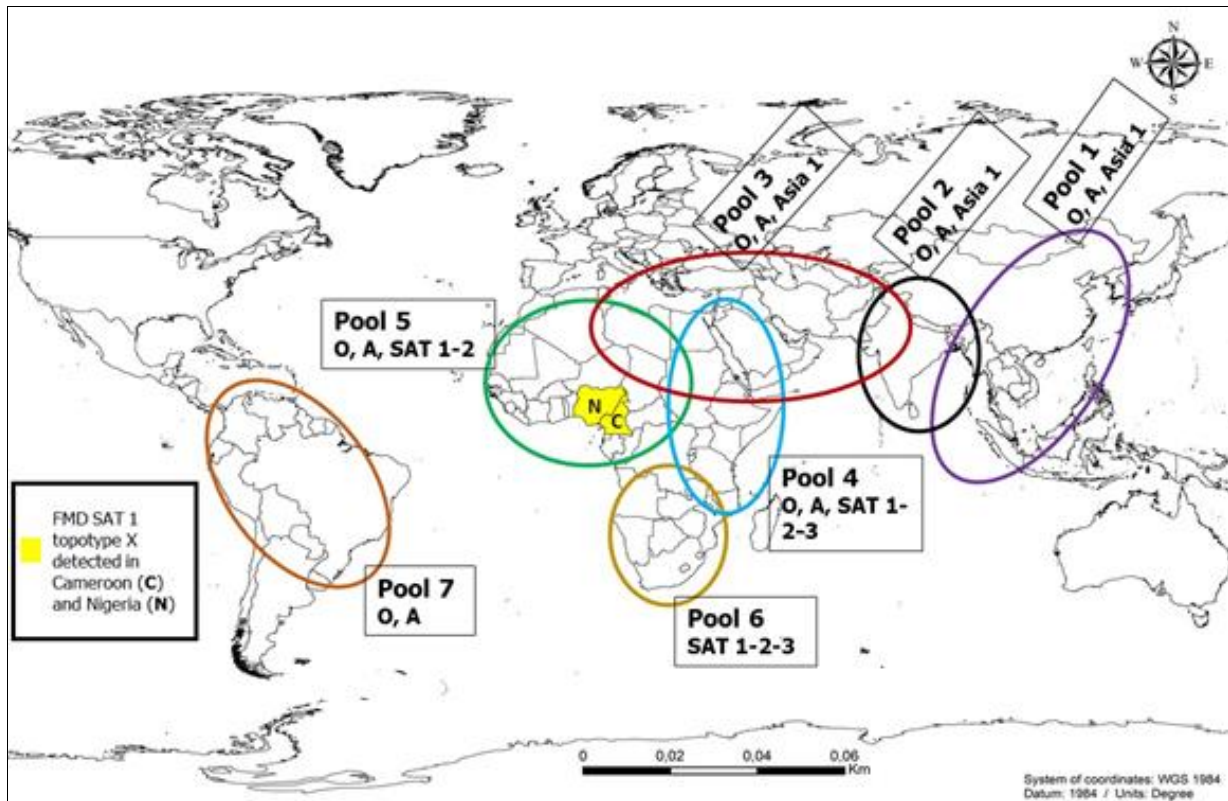 N
W E
S
Pool 3
O, A, Asia 1
Pool 2
O, A, Asia 1
Pool 1
O, A, Asia 1
Pool 5
O, A, SAT 1-2
N
C
Pool 4
O, A, SAT 1-
2-3
FMD SAT 1
topotype X
detected in
Cameroon (C)
and Nigeria (N)
Pool 7
O, A
Pool 6
SAT 1-2-3
0 0,02 0,04 0,06
Km
System of coordinates: WGS 1984
Datum: 1984 / Units: Degree